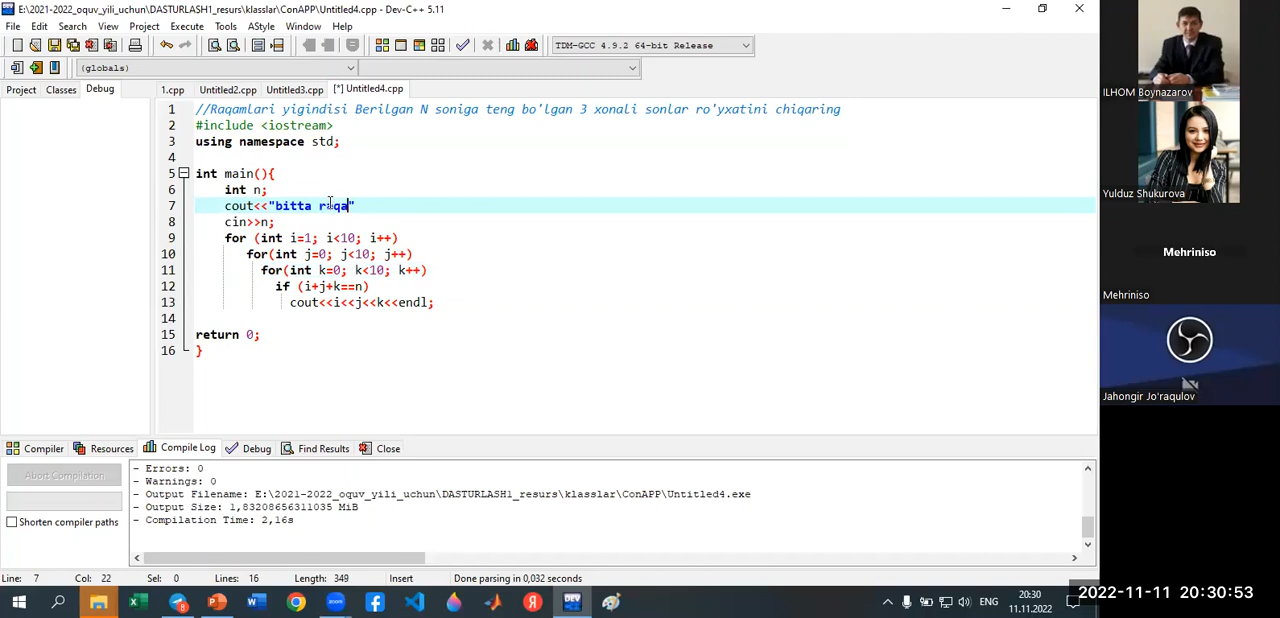 E:\2021-2022_oquv_yili_uchun\DASTURLASH1_resurs\klasslar\ConAPP\Untitled4.cpp - Dev-C++ 5.11
File Edit Search View Project Execute Tools AStyle Window Help
TDM-GCC 4.9.2 64-bit Release
(globals)
Project Classes Debug 1.cpp Untitled2.cpp Untitled3.cpp [*] Untitled4.cpp
1 //Raqamlari yigindisi Berilgan N soniga teng bo'lgan 3 xonali sonlar ro'yxatini chiqaring
2 #include <iostream>
3 using namespace std;
4
5 int main(){
6 int n;
7 cout<<"bitta raqa"
8 cin>>n;
9 for (int i=1; i<10; i++)
10 for(int j=0; j<10; j++)
11 for(int k=0; k<10; k++)
12 if (i+j+k==n)
13 cout<<i<<j<<k<<endl;
14
15 return 0;
16 }
Compiler Resources Compile Log Debug Find Results Close
Abort Compilation
Shorten compiler paths
- Errors: 0
- Warnings: 0
- Output Filename: E:\2021-2022_oquv_yili_uchun\DASTURLASH1_resurs\klasslar\ConAPP\Untitled4.exe
- Output Size: 1,83208656311035 MiB
- Compilation Time: 2,16s
Line: 7 Col: 22 Sel: 0 Lines: 16 Length: 349 Insert Done parsing in 0,032 seconds
ENG
20:30
11.11.2022
ILHOM Boynazarov
Yulduz Shukurova
Mehriniso
Mehriniso
Jahongir Jo'raqulov
2022-11-11 20:30:53